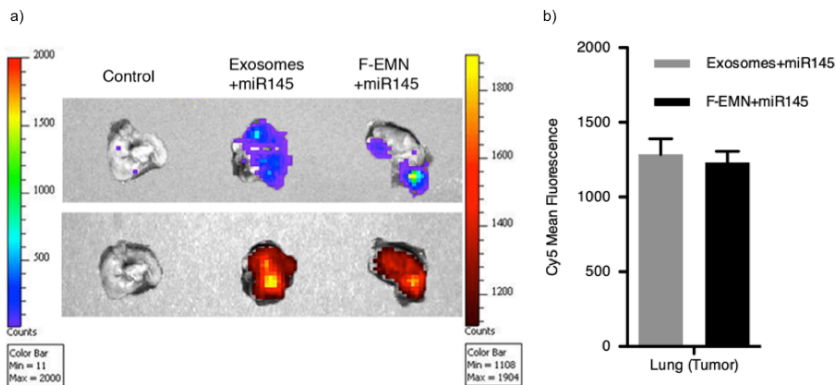 a)
Control
Exosomes
+miR145
F-EMN
+miR145
2000
1.500
1000
500
Counts
Color Bar
Min = 11
Max = 2000
1800
1600
1400
1200
Counts
Color Bar
Min = 1108
Max = 1904
b)
Exosomes+miR145
F-EMN+miR145
Cy5 Mean Fluorescence
2000
1500
1000
500
0
Lung (Tumor)